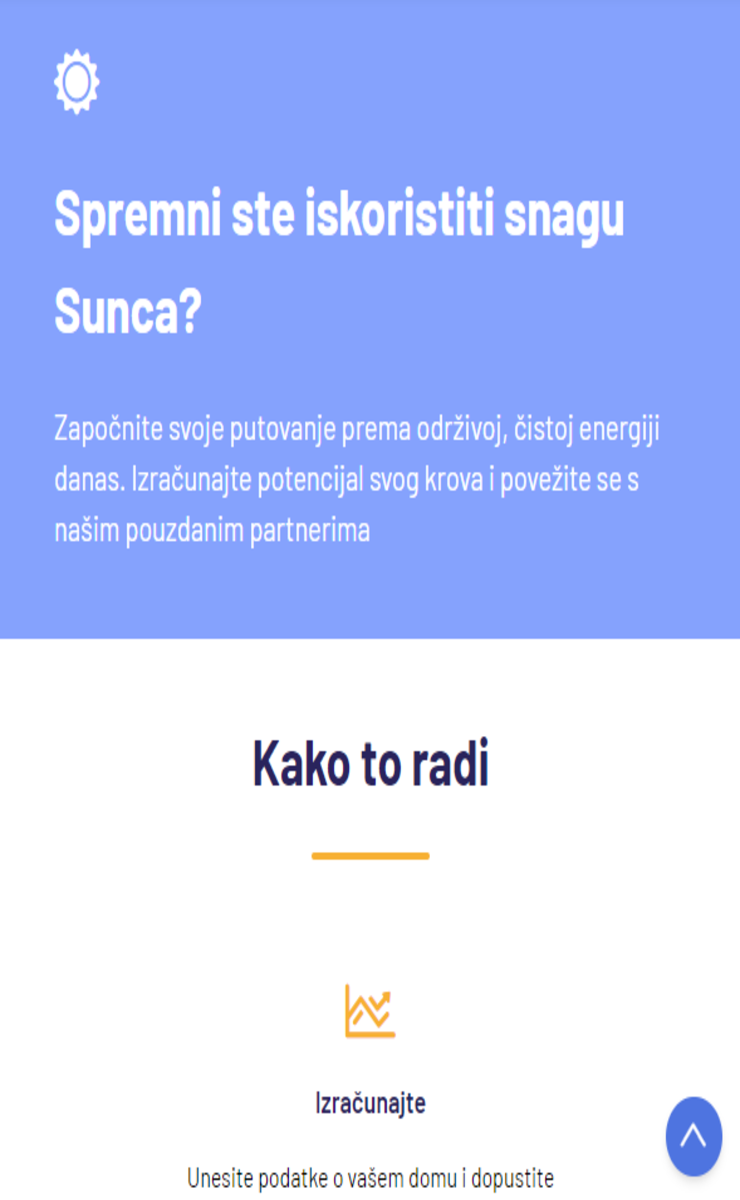 Spremni ste iskoristiti snagu
Sunca?
Započnite svoje putovanje prema održivoj, čistoj energiji
danas. Izračunajte potencijal svog krova i povežite se s
našim pouzdanim partnerima
Kako to radi
Izračunajte
Unesite podatke o vašem domu i dopustite